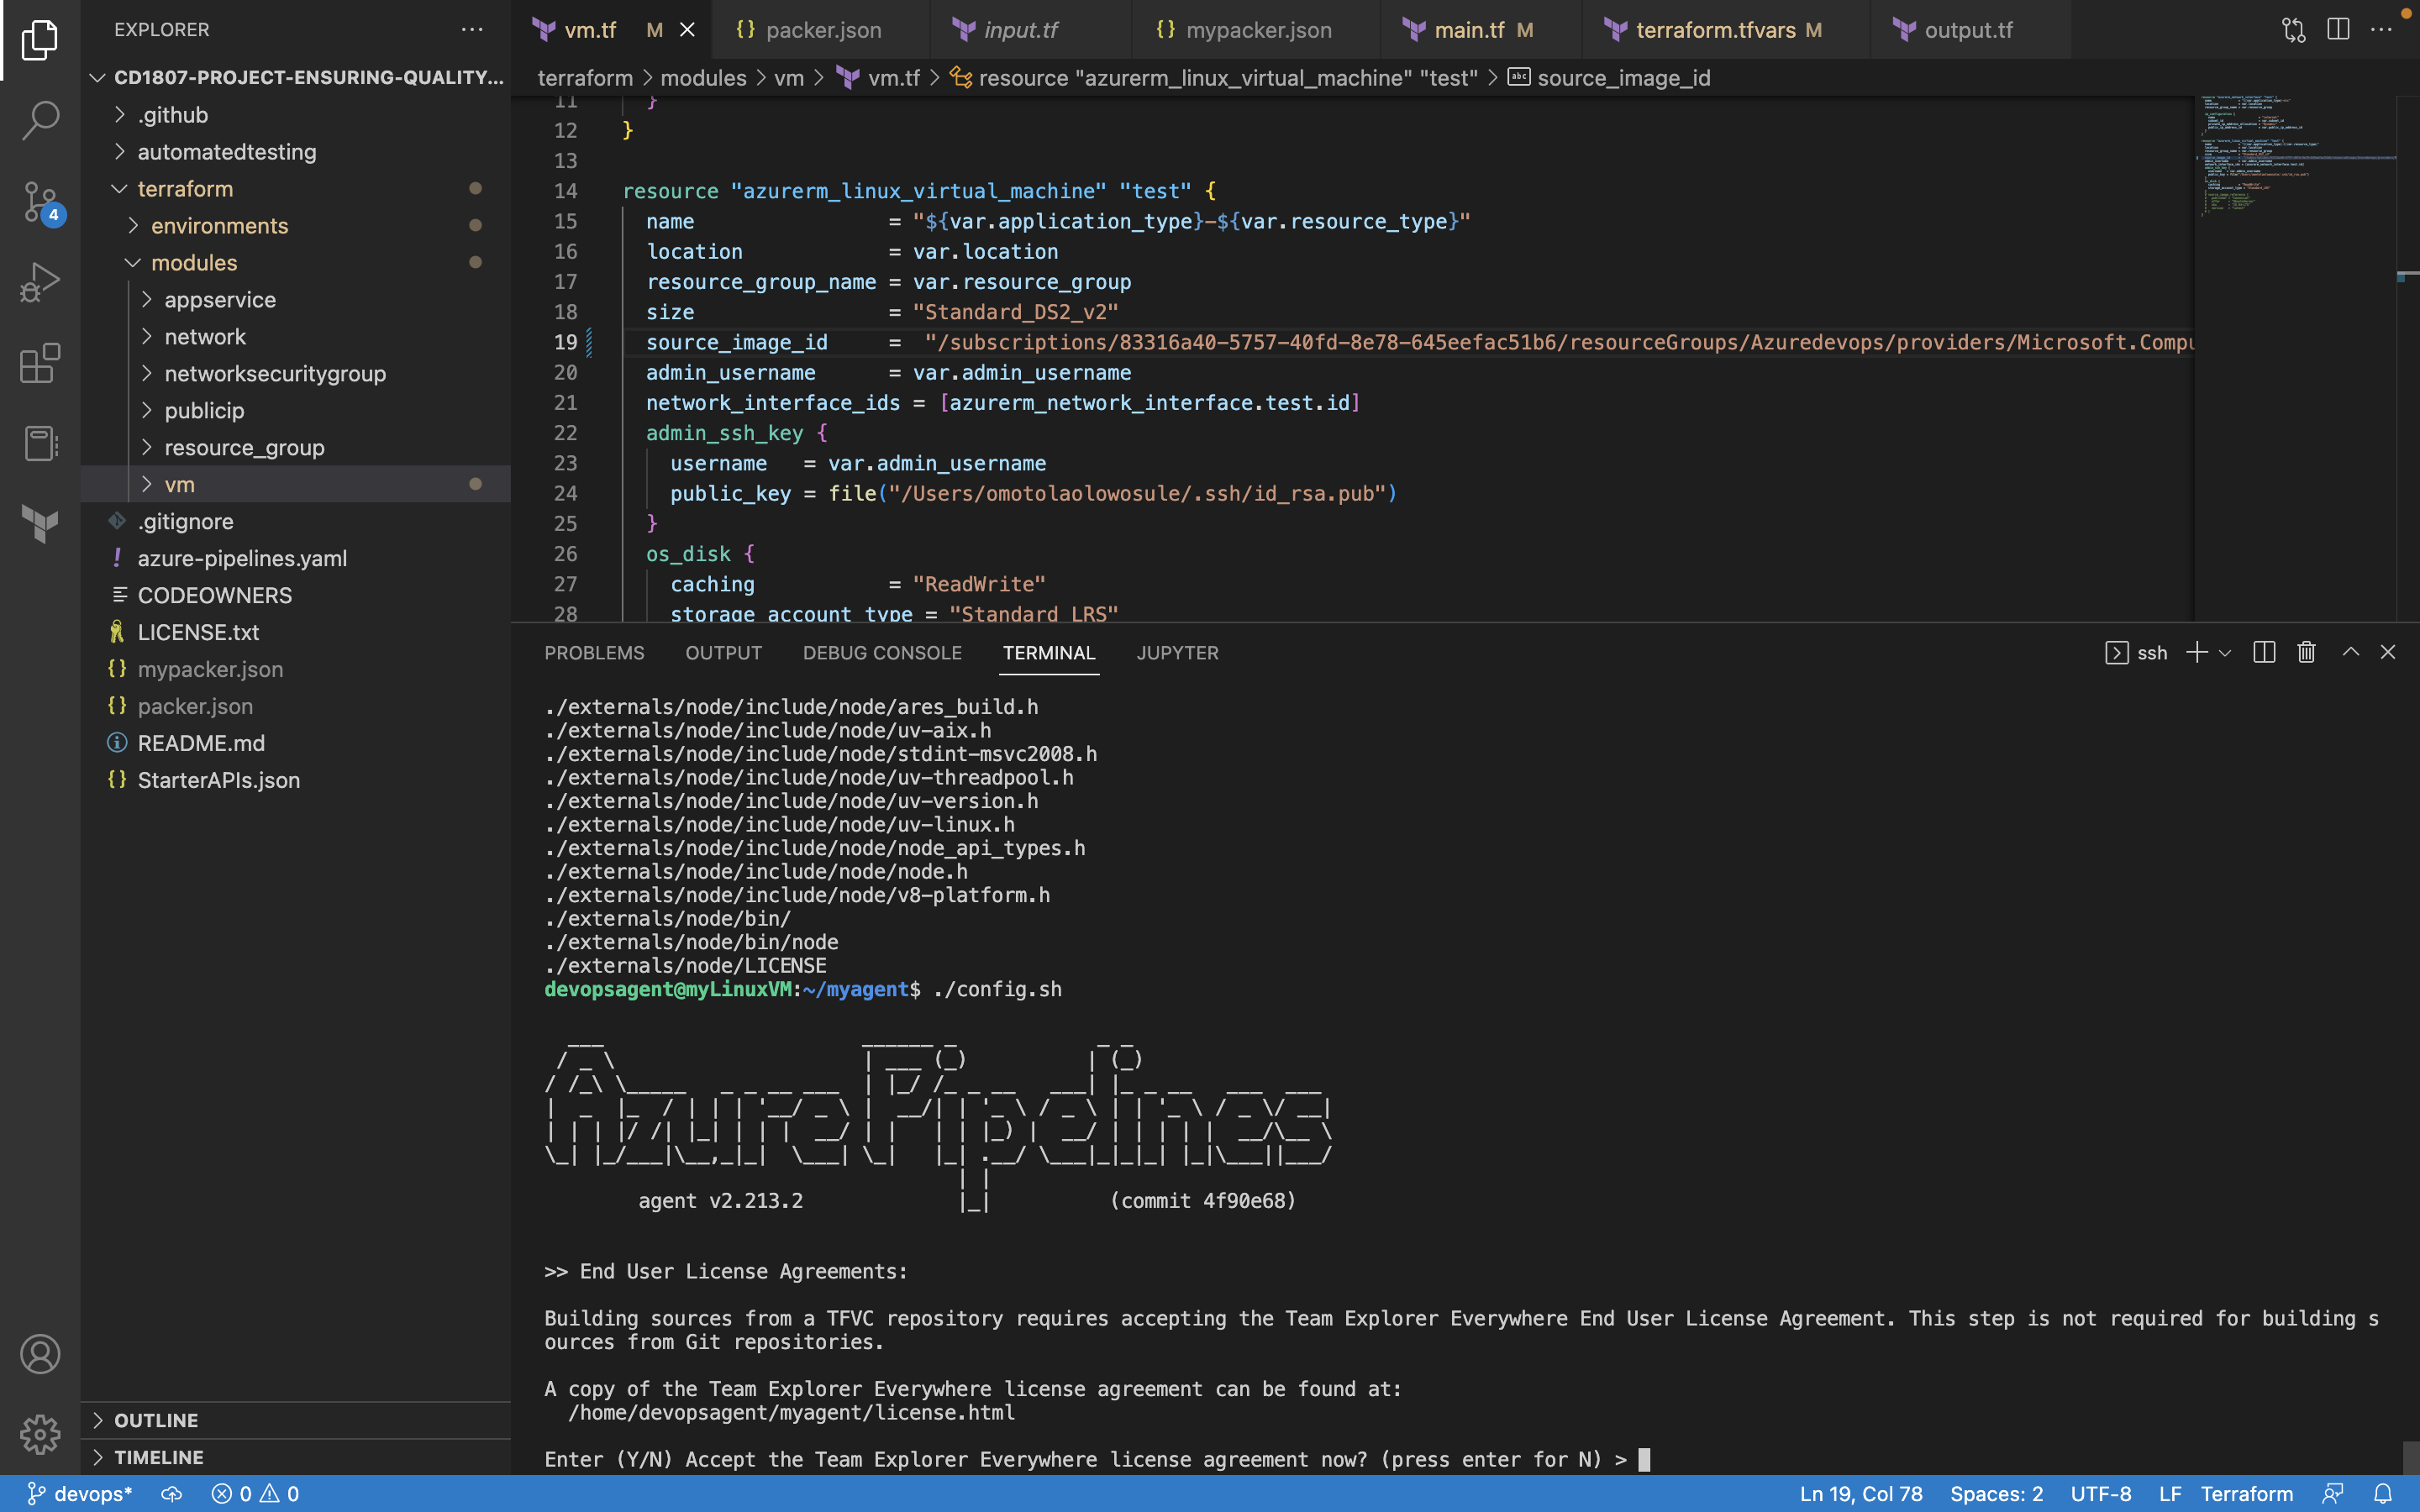 EXPLORER
CD1807-PROJECT-ENSURING-QUALITY...
.github
automatedtesting
terraform
environments
modules
appservice
network
networksecuritygroup
publicip
resource_group
vm
.gitignore
azure-pipelines.yaml
CODEOWNERS
LICENSE.txt
mypacker.json
packer.json
README.md
StarterAPIs.json
OUTLINE
TIMELINE
4
vm.tf M
packer.json
input.tf
mypacker.json
main.tf M
terraform.tfvars M
output.tf
terraform > modules > vm > vm.tf > resource "azurerm_linux_virtual_machine" "test" > source_image_id
11 }
12 }
13
14 resource "azurerm_linux_virtual_machine" "test" {
15 name = "${var.application_type}-${var.resource_type}"
16 location = var.location
17 resource_group_name = var.resource_group
18 size = "Standard_DS2_v2"
19 source_image_id = "/subscriptions/83316a40-5757-40fd-8e78-645eefac51b6/resourceGroups/Azuredevops/providers/Microsoft.Compu
20 admin_username = var.admin_username
21 network_interface_ids = [azurerm_network_interface.test.id]
22 admin_ssh_key {
23 username = var.admin_username
24 public_key = file("/Users/omotolaolowosule/.ssh/id_rsa.pub")
25 }
26 os_disk {
27 caching = "ReadWrite"
28 storage_account_type = "Standard_LRS"
PROBLEMS OUTPUT DEBUG CONSOLE TERMINAL JUPYTER
ssh
./externals/node/include/node/ares_build.h
./externals/node/include/node/uv-aix.h
./externals/node/include/node/stdint-msvc2008.h
./externals/node/include/node/uv-threadpool.h
./externals/node/include/node/uv-version.h
./externals/node/include/node/uv-linux.h
./externals/node/include/node/node_api_types.h
./externals/node/include/node/node.h
./externals/node/include/node/v8-platform.h
./externals/node/bin/
./externals/node/bin/node
./externals/node/LICENSE
devopsagent@myLinuxVM:~/myagent$ ./config.sh
Azure Pipelines
agent v2.213.2 (commit 4f90e68)
>> End User License Agreements:
Building sources from a TFVC repository requires accepting the Team Explorer Everywhere End User License Agreement. This step is not required for building s
ources from Git repositories.
A copy of the Team Explorer Everywhere license agreement can be found at:
/home/devopsagent/myagent/license.html
Enter (Y/N) Accept the Team Explorer Everywhere license agreement now? (press enter for N) >
devops* 0 0
Ln 19, Col 78 Spaces: 2 UTF-8 LF Terraform